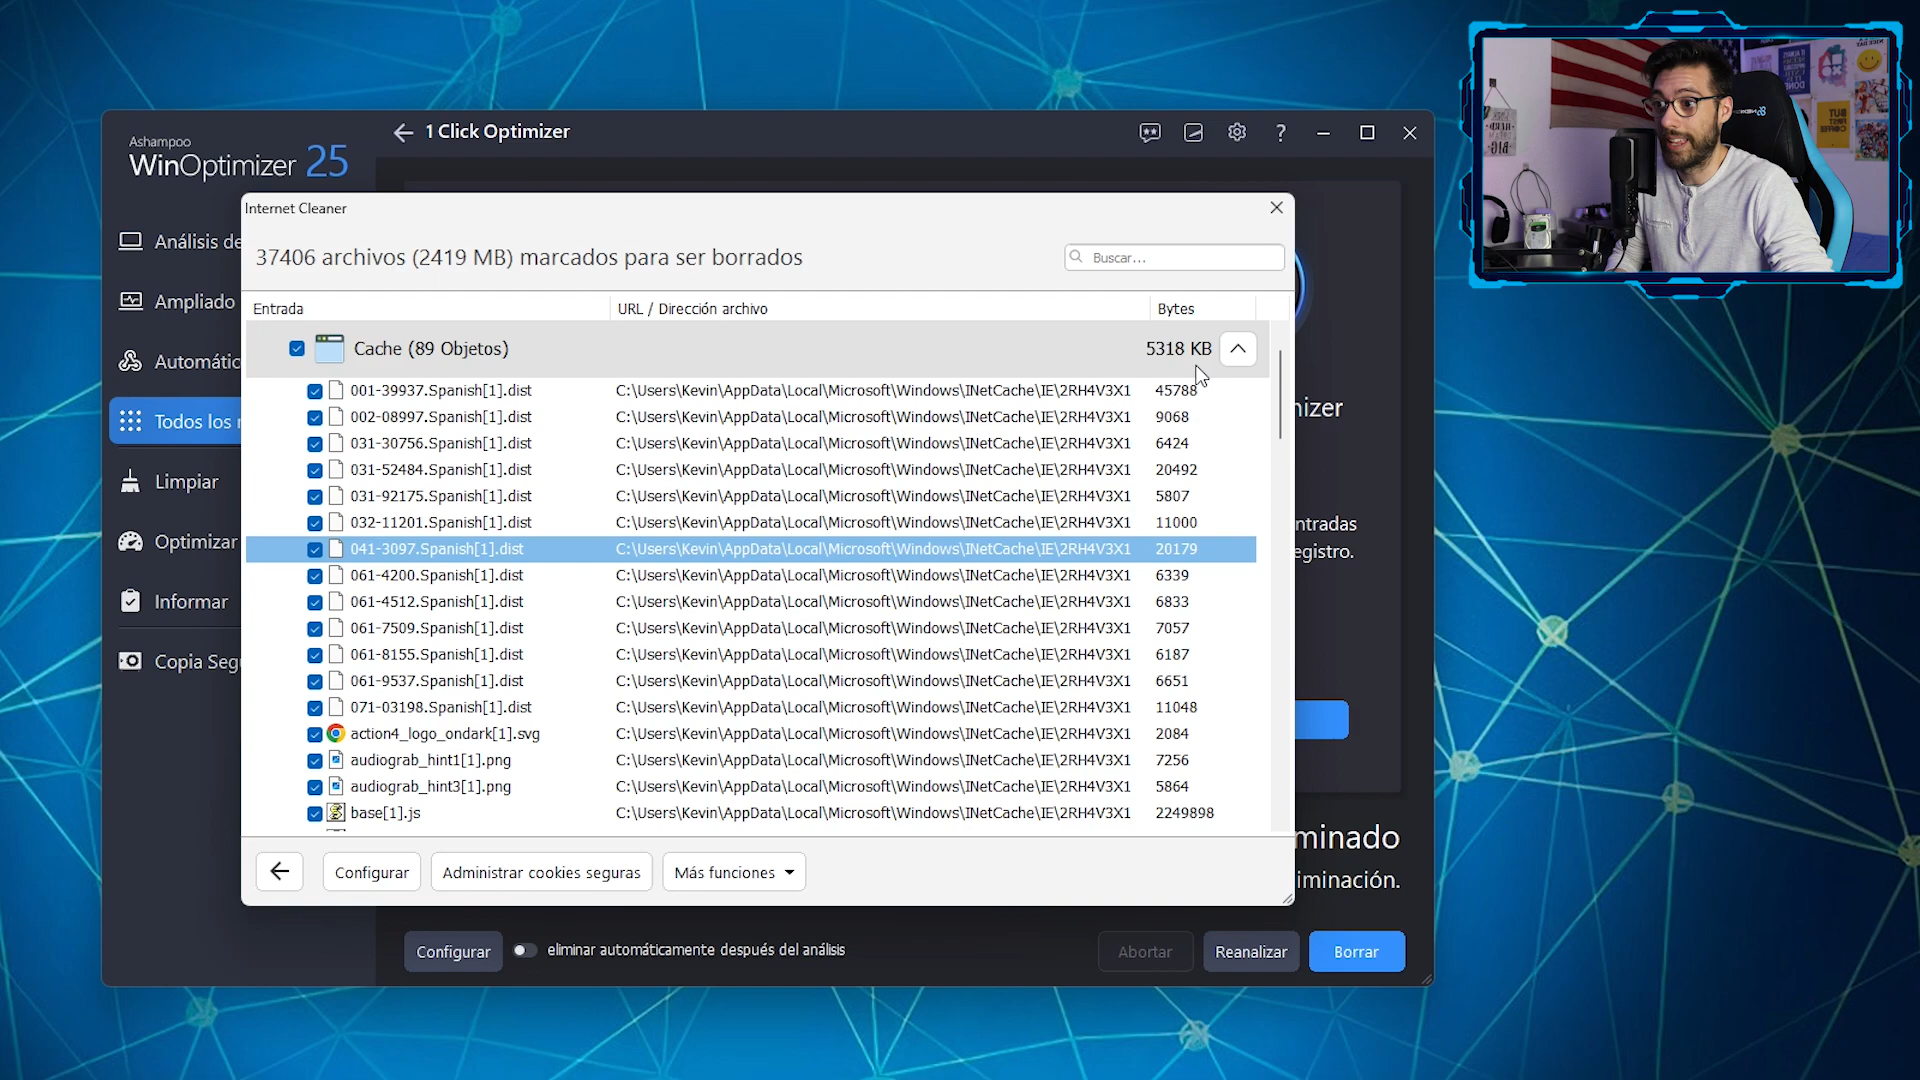 Ashampoo
WinOptimizer 25
1 Click Optimizer
Análisis de
Ampliado
Automátic
Todos los
Limpiar
Optimizar
Informar
Copia Segu
Internet Cleaner
37406 archivos (2419 MB) marcados para ser borrados
Buscar...
Entrada URL / Dirección archivo Bytes
Cache (89 Objetos) 5318 KB
001-39937.Spanish[1].dist C:\Users\Kevin\AppData\Local\Microsoft\Windows\INetCache\IE\2RH4V3X1 45788
002-08997.Spanish[1].dist C:\Users\Kevin\AppData\Local\Microsoft\Windows\INetCache\IE\2RH4V3X1 9068
031-30756.Spanish[1].dist C:\Users\Kevin\AppData\Local\Microsoft\Windows\INetCache\IE\2RH4V3X1 6424
031-52484.Spanish[1].dist C:\Users\Kevin\AppData\Local\Microsoft\Windows\INetCache\IE\2RH4V3X1 20492
031-92175.Spanish[1].dist C:\Users\Kevin\AppData\Local\Microsoft\Windows\INetCache\IE\2RH4V3X1 5807
032-11201.Spanish[1].dist C:\Users\Kevin\AppData\Local\Microsoft\Windows\INetCache\IE\2RH4V3X1 11000
041-3097.Spanish[1].dist C:\Users\Kevin\AppData\Local\Microsoft\Windows\INetCache\IE\2RH4V3X1 20179
061-4200.Spanish[1].dist C:\Users\Kevin\AppData\Local\Microsoft\Windows\INetCache\IE\2RH4V3X1 6339
061-4512.Spanish[1].dist C:\Users\Kevin\AppData\Local\Microsoft\Windows\INetCache\IE\2RH4V3X1 6833
061-7509.Spanish[1].dist C:\Users\Kevin\AppData\Local\Microsoft\Windows\INetCache\IE\2RH4V3X1 7057
061-8155.Spanish[1].dist C:\Users\Kevin\AppData\Local\Microsoft\Windows\INetCache\IE\2RH4V3X1 6187
061-9537.Spanish[1].dist C:\Users\Kevin\AppData\Local\Microsoft\Windows\INetCache\IE\2RH4V3X1 6651
071-03198.Spanish[1].dist C:\Users\Kevin\AppData\Local\Microsoft\Windows\INetCache\IE\2RH4V3X1 11048
action4_logo_ondark[1].svg C:\Users\Kevin\AppData\Local\Microsoft\Windows\INetCache\IE\2RH4V3X1 2084
audiograb_hint1[1].png C:\Users\Kevin\AppData\Local\Microsoft\Windows\INetCache\IE\2RH4V3X1 7256
audiograb_hint3[1].png C:\Users\Kevin\AppData\Local\Microsoft\Windows\INetCache\IE\2RH4V3X1 5864
base[1].js C:\Users\Kevin\AppData\Local\Microsoft\Windows\INetCache\IE\2RH4V3X1 2249898
Configurar Administrar cookies seguras Más funciones
nizer
ntradas
egistro.
minado
iminación.
Configurar eliminar automáticamente después del análisis Abortar Reanalizar Borrar